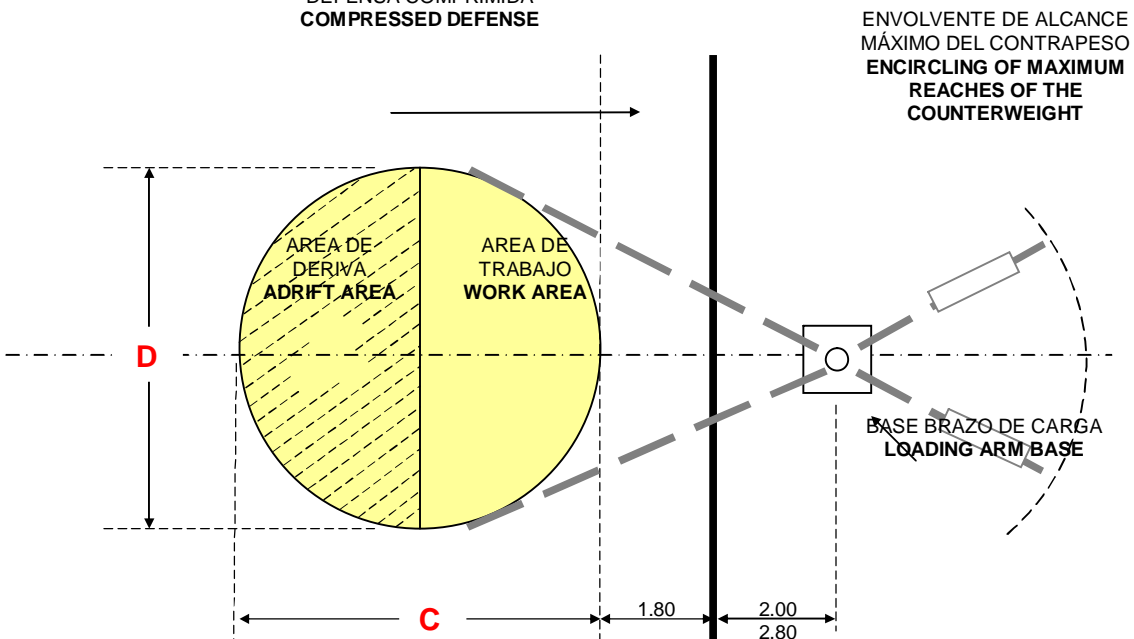 DEFENSA COMPRIMIDA
COMPRESSED DEFENSE
ENVOLVENTE DE ALCANCE
MÁXIMO DEL CONTRAPESO
ENCIRCLING OF MAXIMUM
REACHES OF THE
COUNTERWEIGHT
AREA DE
DERIVA
ADRIFT AREA
AREA DE
TRABAJO
WORK AREA
D
BASE BRAZO DE CARGA
LOADING ARM BASE
C
1.80
2.00
2.80